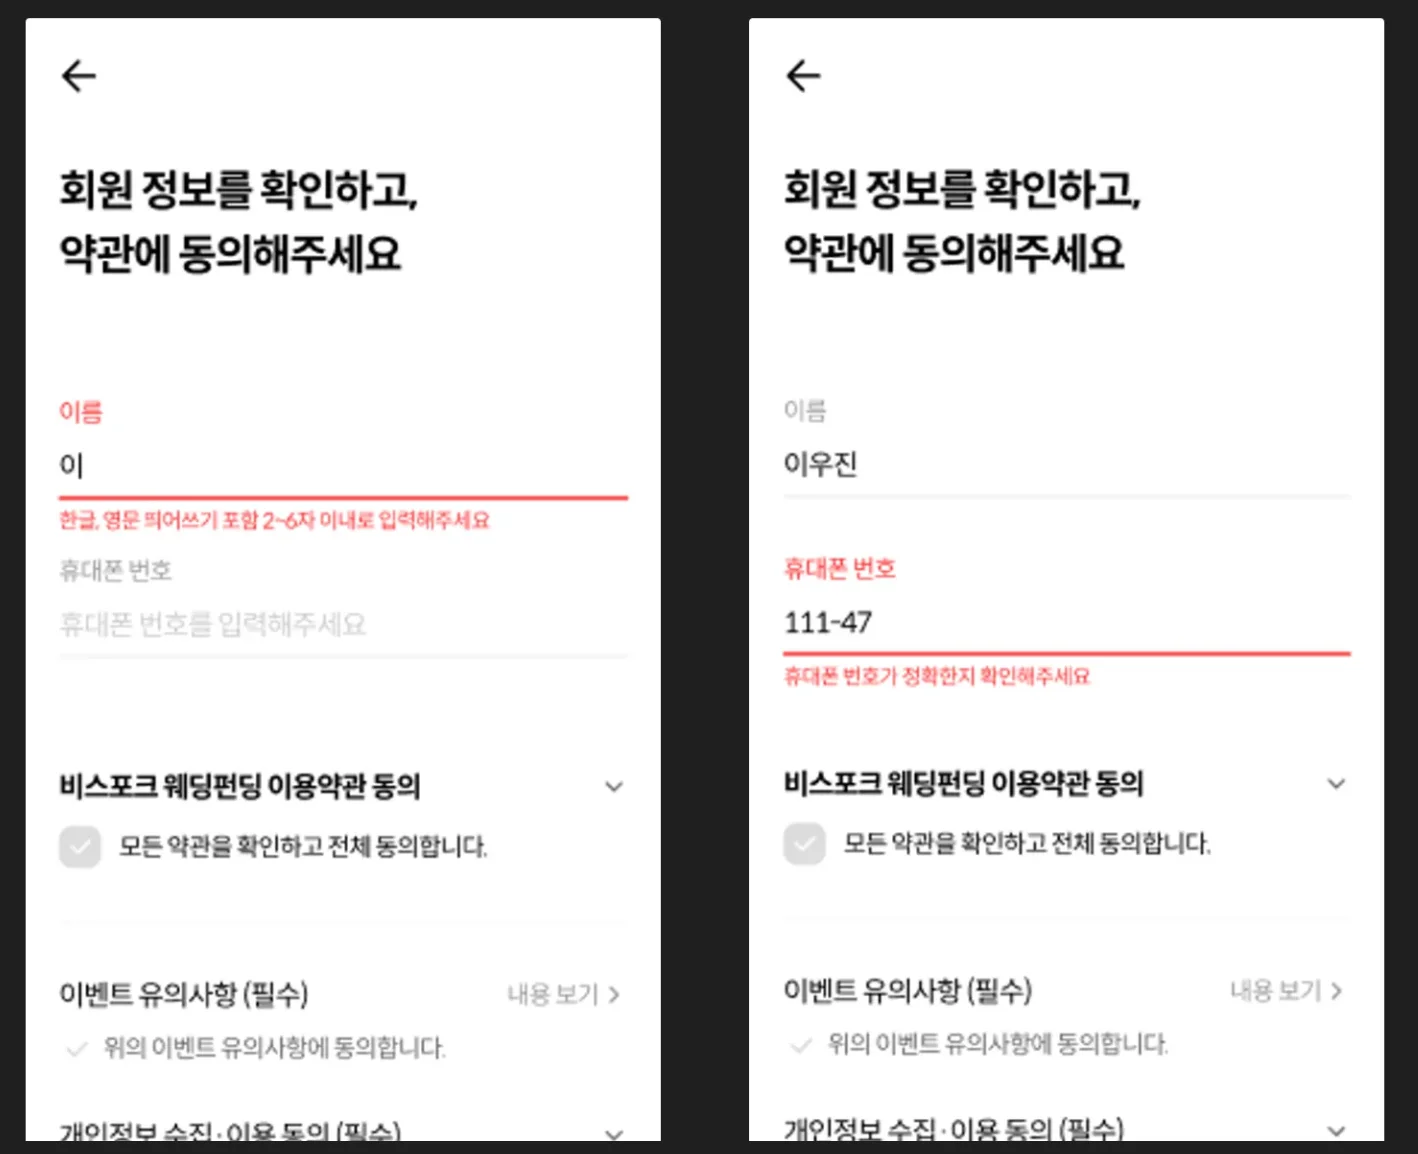 회원 정보를 확인하고,
약관에 동의해주세요
이름
이
한글, 영문 띄어쓰기 포함 2~6자 이내로 입력해주세요
휴대폰 번호
휴대폰 번호를 입력해주세요
비스포크 웨딩펀딩 이용약관 동의
모든 약관을 확인하고 전체 동의합니다.
이벤트 유의사항 (필수)
내용 보기
위의 이벤트 유의사항에 동의합니다.
개인정보 수집·이용 동의 (필수)
회원 정보를 확인하고,
약관에 동의해주세요
이름
이우진
휴대폰 번호
111-47
휴대폰 번호가 정확한지 확인해주세요
비스포크 웨딩펀딩 이용약관 동의
모든 약관을 확인하고 전체 동의합니다.
이벤트 유의사항 (필수)
내용 보기
위의 이벤트 유의사항에 동의합니다.
개인정보 수집·이용 동의 (필수)